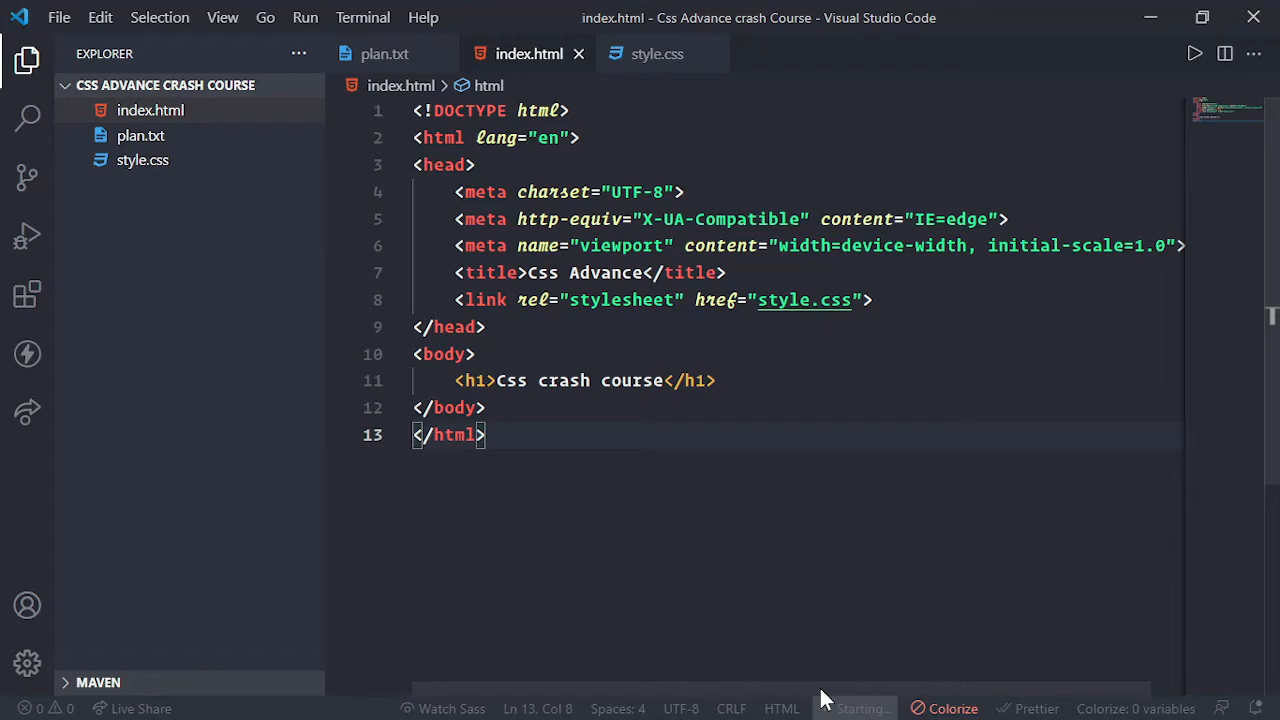 File Edit Selection View Go Run Terminal Help index.html - Css Advance crash Course - Visual Studio Code
EXPLORER
CSS ADVANCE CRASH COURSE
index.html
plan.txt
style.css
MAVEN
plan.txt index.html style.css
index.html html
1 <!DOCTYPE html>
2 <html lang="en">
3 <head>
4 <meta charset="UTF-8">
5 <meta http-equiv="X-UA-Compatible" content="IE=edge">
6 <meta name="viewport" content="width=device-width, initial-scale=1.0">
7 <title>Css Advance</title>
8 <link rel="stylesheet" href="style.css">
9 </head>
10 <body>
11 <h1>Css crash course</h1>
12 </body>
13 </html>
0 0 Live Share Watch Sass Ln 13, Col 8 Spaces: 4 UTF-8 CRLF HTML Starting... Colorize Prettier Colorize: 0 variables